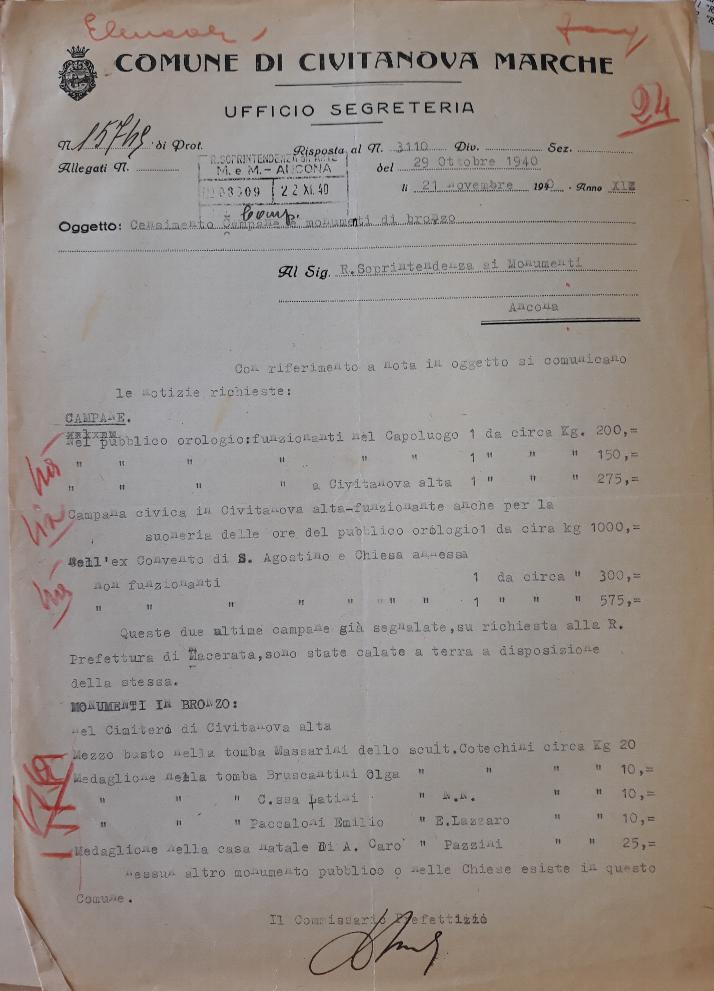 COMUNE DI CIVITANOVA MARCHE
UFFICIO SEGRETERIA
24
N. 15749 di Prot. Risposta al N. 3110 Div. Sez.
Allegati N. del 29 Ottobre 1940
R. SOPRINTENDENZA
M. e M. - ANCONA
22 XI. 40
li 21 novembre 1940 - Anno XIX
Oggetto: Censimento Campane e monumenti di bronzo
Al Sig. R.Soprintendenza ai Monumenti
Ancona
Con riferimento a nota in oggetto si comunicano
le notizie richieste:
CAMPANE.
Nel pubblico orologio:funzionanti nel Capoluogo 1 da circa Kg. 200,=
" " " " " " 1 " " " 150,=
" " " " a Civitanova alta 1 " " " 275,=
Campana civica in Civitanova alta-funzionante anche per la
suoneria delle ore del pubblico orologio1 da cira kg 1000,=
Nell'ex Convento di S. Agostino e Chiesa annessa
non funzionanti 1 da circa " 300,=
" " " " " " " " 1 " " " 575,=
Queste due ultime campane già segnalate,su richiesta alla R.
Prefettura di Macerata,sono state calate a terra a disposizione
della stessa.
MONUMENTI IN BRONZO:
nel Cimitero di Civitanova alta
Mezzo busto nella tomba Massarini dello scult.Cotechini circa Kg 20
Medaglione nella tomba Bruscantini Olga " " " " 10,=
" " " C.ssa Latini " N.N. " " 10,=
" " " Paccaloni Emilio " E.Lazzaro " " 10,=
Medaglione nella casa natale Di A. Caro " Pazzini " " 25,=
nessun altro monumento pubblico o nelle Chiese esiste in questo
Comune.
Il Commissario Prefettizio